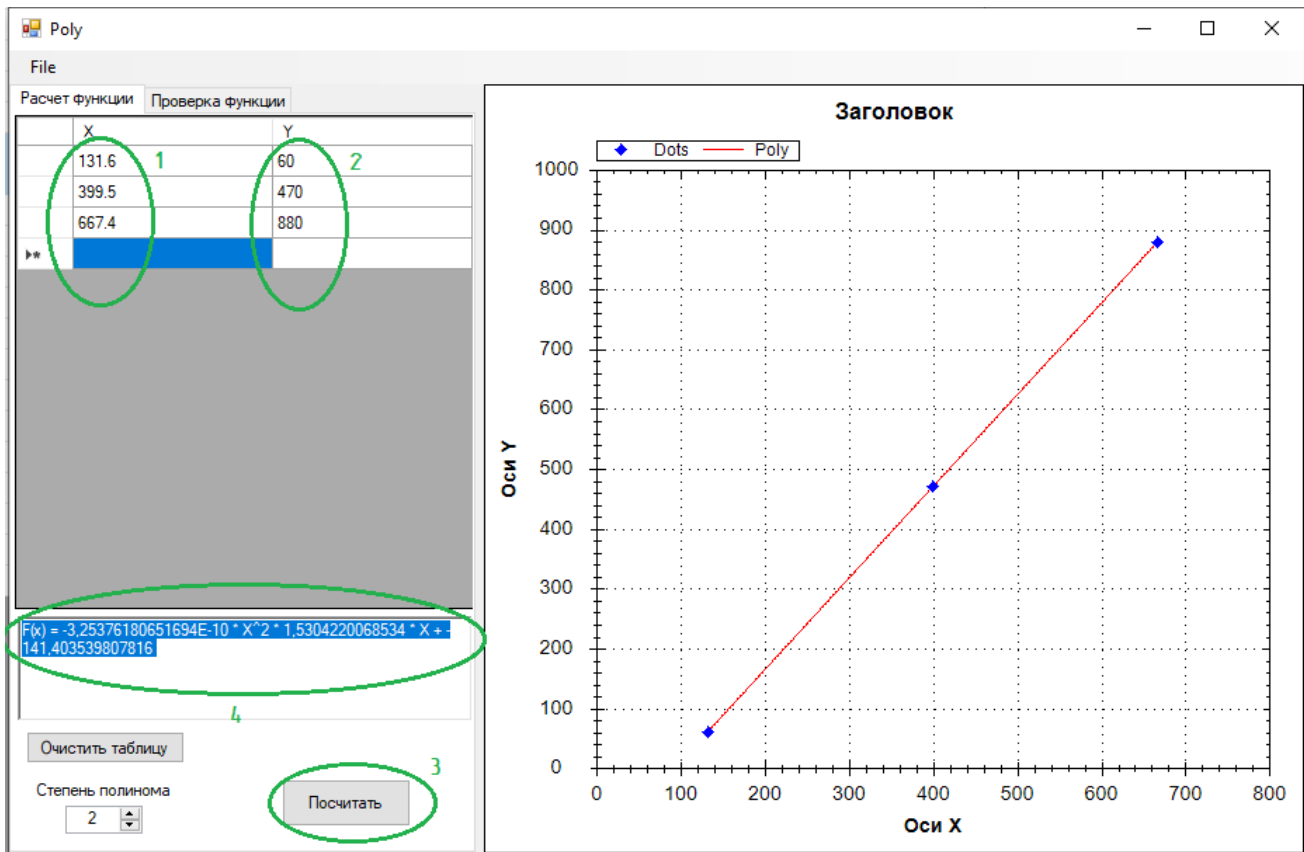 Poly
File
Расчет функции Проверка функции
X Y
131.6 1 60 2
399.5 470
667.4 880
F(x) = -3,25376180651694E-10 * X^2 * 1,5304220068534 * X + -
141,403539807816
4
Очистить таблицу
Степень полинома
2
3
Посчитать
Заголовок
Dots Poly
1000
900
800
700
600
500
400
300
200
100
0
Оси Y
0 100 200 300 400 500 600 700 800
Оси X